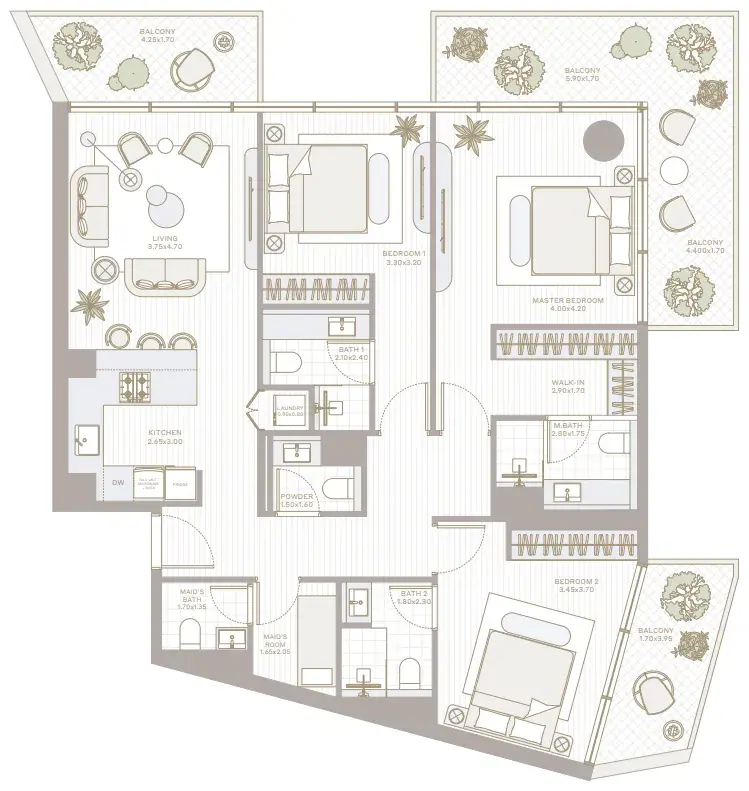 BALCONY
4.25x1.70
BALCONY
5.90x1.70
LIVING
3.75x4.70
BEDROOM 1
3.30x3.20
BALCONY
4.400x1.70
MASTER BEDROOM
4.00x4.20
BATH 1
2.10x2.40
WALK-IN
2.90x1.70
LAUNDRY
KITCHEN
2.65x3.00
M.BATH
2.80x1.75
DW
FRIDGE
POWDER
1.50x1.60
MAID'S
BATH
1.70x1.35
BATH 2
1.80x2.30
BEDROOM 2
3.45x3.70
MAID'S
ROOM
1.65x2.05
BALCONY
1.70x3.95